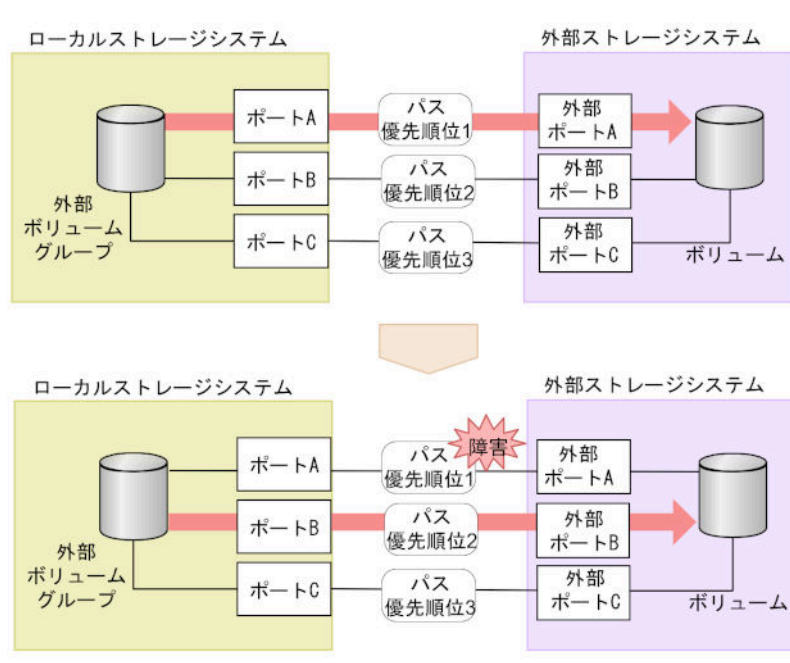 ローカルストレージシステム
外部ストレージシステム
ポートA
パス
優先順位1
外部
ポートA
ポートB
パス
優先順位2
外部
ポートB
外部
ボリューム
グループ
ポートC
パス
優先順位3
外部
ポートC
ボリューム
ローカルストレージシステム
外部ストレージシステム
障害
ポートA
パス
優先順位1
外部
ポートA
ポートB
パス
優先順位2
外部
ポートB
外部
ボリューム
グループ
ポートC
パス
優先順位3
外部
ポートC
ボリューム